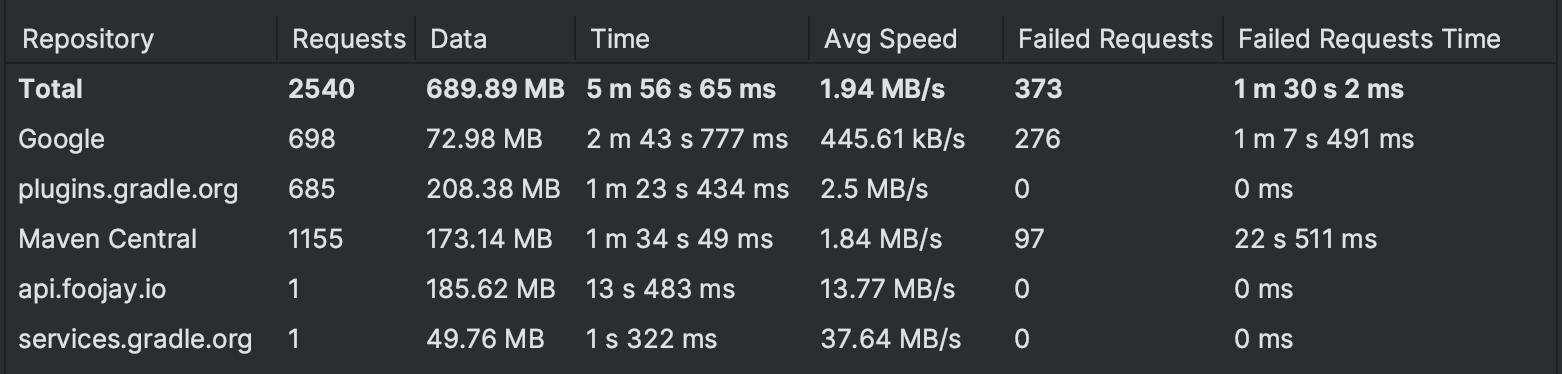 Repository Requests Data Time Avg Speed Failed Requests Failed Requests Time
Total 2540 689.89 MB 5 m 56 s 65 ms 1.94 MB/s 373 1 m 30 s 2 ms
Google 698 72.98 MB 2 m 43 s 777 ms 445.61 kB/s 276 1 m 7 s 491 ms
plugins.gradle.org 685 208.38 MB 1 m 23 s 434 ms 2.5 MB/s 0 0 ms
Maven Central 1155 173.14 MB 1 m 34 s 49 ms 1.84 MB/s 97 22 s 511 ms
api.foojay.io 1 185.62 MB 13 s 483 ms 13.77 MB/s 0 0 ms
services.gradle.org 1 49.76 MB 1 s 322 ms 37.64 MB/s 0 0 ms